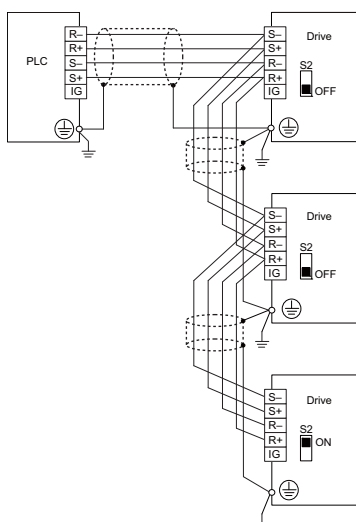 PLC
R–
R+
S–
S+
IG
S–
S+
R–
R+
IG
Drive
S2
OFF
S–
S+
R–
R+
IG
Drive
S2
OFF
S–
S+
R–
R+
IG
Drive
S2
ON